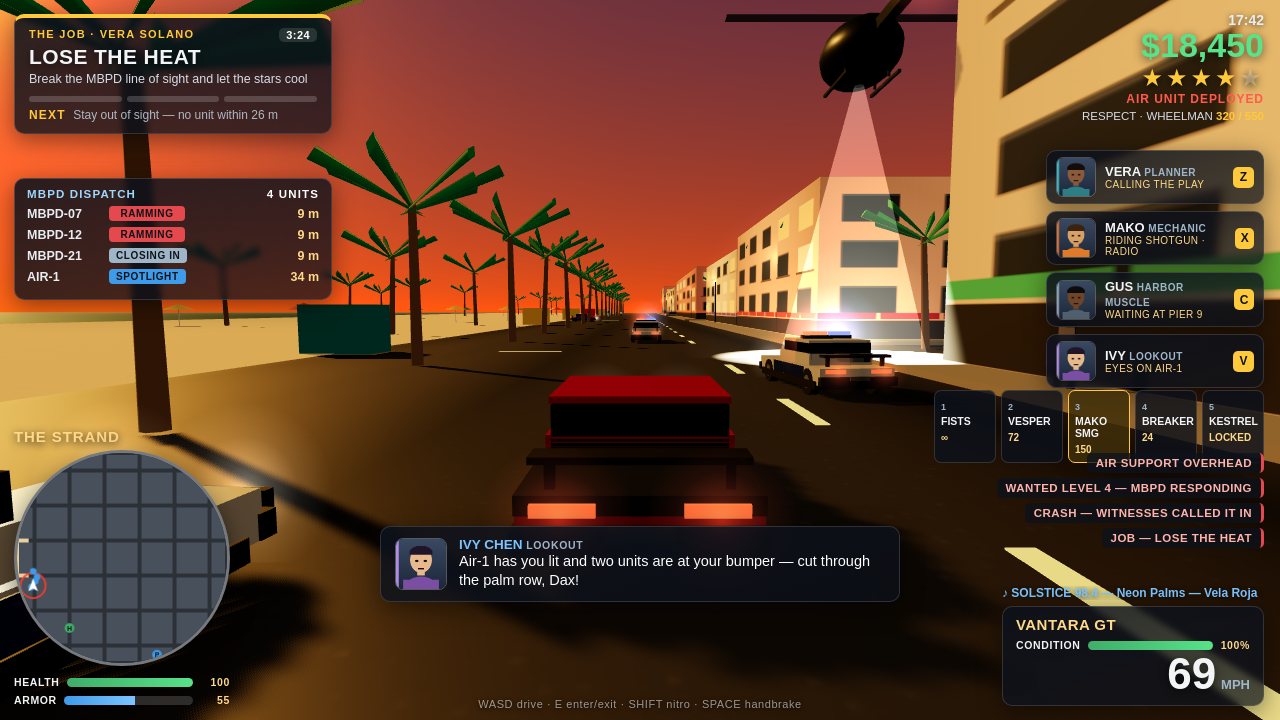 THE JOB · VERA SOLANO
3:24
LOSE THE HEAT
Break the MBPD line of sight and let the stars cool
NEXT Stay out of sight — no unit within 26 m
MBPD DISPATCH 4 UNITS
MBPD-07 RAMMING 9 m
MBPD-12 RAMMING 9 m
MBPD-21 CLOSING IN 9 m
AIR-1 SPOTLIGHT 34 m
17:42
$18,450
AIR UNIT DEPLOYED
RESPECT · WHEELMAN 320 / 550
VERA PLANNER
CALLING THE PLAY
Z
MAKO MECHANIC
RIDING SHOTGUN ·
RADIO
X
GUS HARBOR
MUSCLE
WAITING AT PIER 9
C
IVY LOOKOUT
EYES ON AIR-1
V
1
FISTS
∞
2
VESPER
72
3
MAKO
SMG
150
4
BREAKER
24
5
KESTREL
LOCKED
AIR SUPPORT OVERHEAD
WANTED LEVEL 4 — MBPD RESPONDING
CRASH — WITNESSES CALLED IT IN
JOB — LOSE THE HEAT
THE STRAND
H
P
HEALTH 100
ARMOR 55
IVY CHEN LOOKOUT
Air-1 has you lit and two units are at your bumper — cut through
the palm row, Dax!
WASD drive · E enter/exit · SHIFT nitro · SPACE handbrake
♪ SOLSTICE — Neon Palms — Vela Roja
VANTARA GT
CONDITION 100%
69 MPH